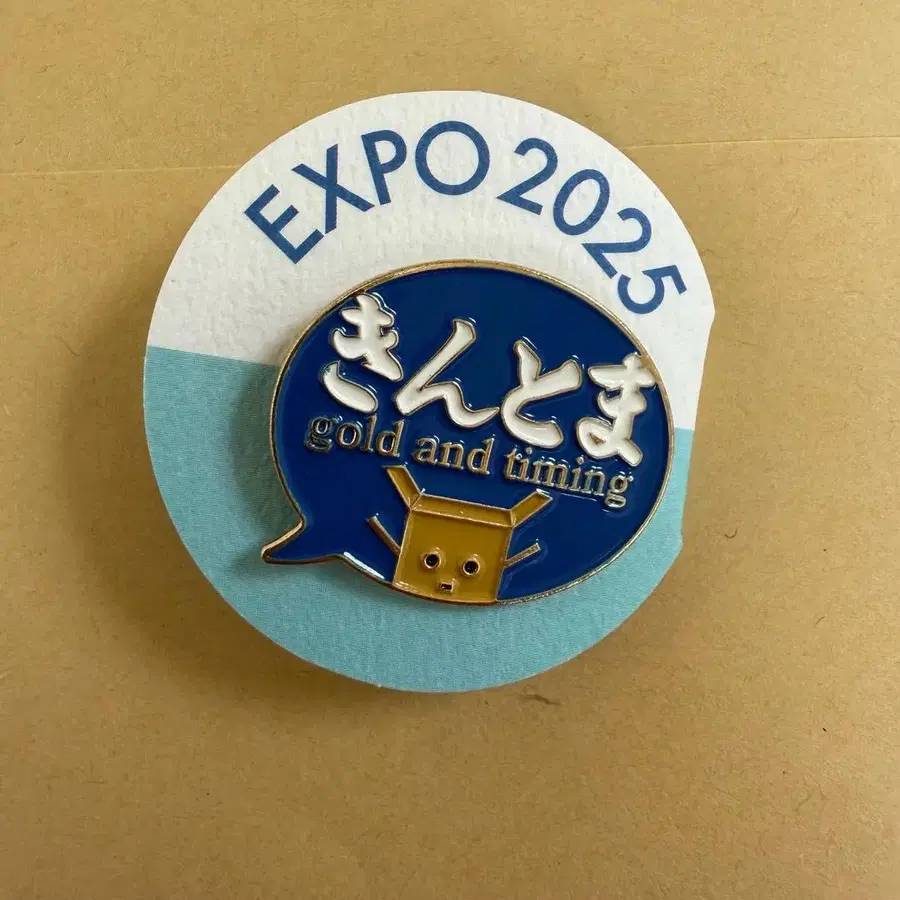 EXPO 2025
きんとま
gold and timing